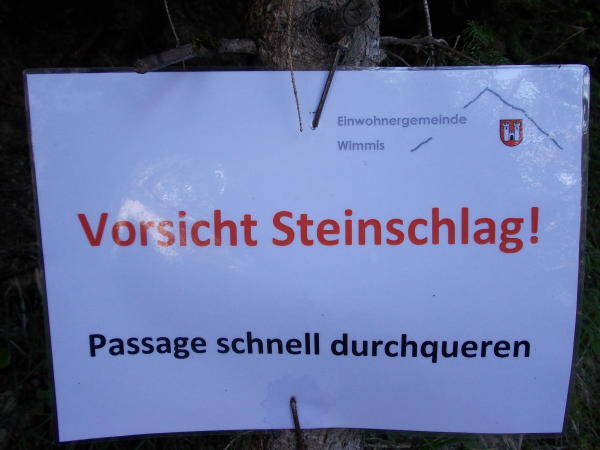 Einwohnergemeinde
Wimmis
Vorsicht Steinschlag!
Passage schnell durchqueren